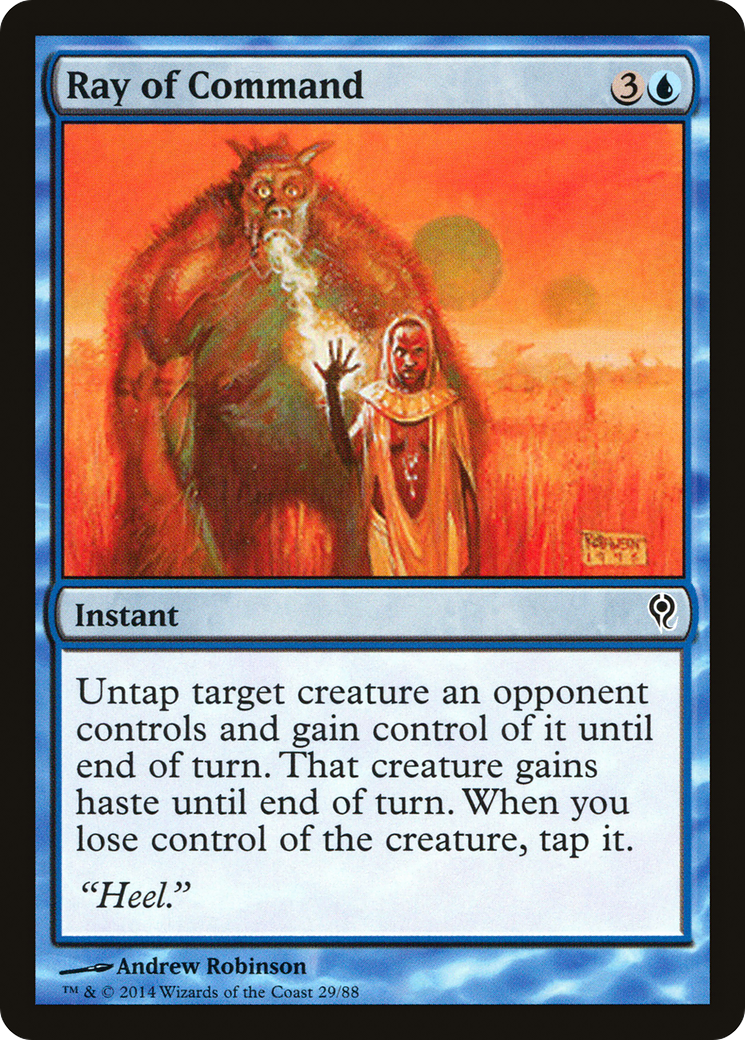 Ray of Command
3
ROBINSON
1996
Instant
Untap target creature an opponent
controls and gain control of it until
end of turn. That creature gains
haste until end of turn. When you
lose control of the creature, tap it.
“Heel.”
Andrew Robinson
™ & © 2014 Wizards of the Coast 29/88